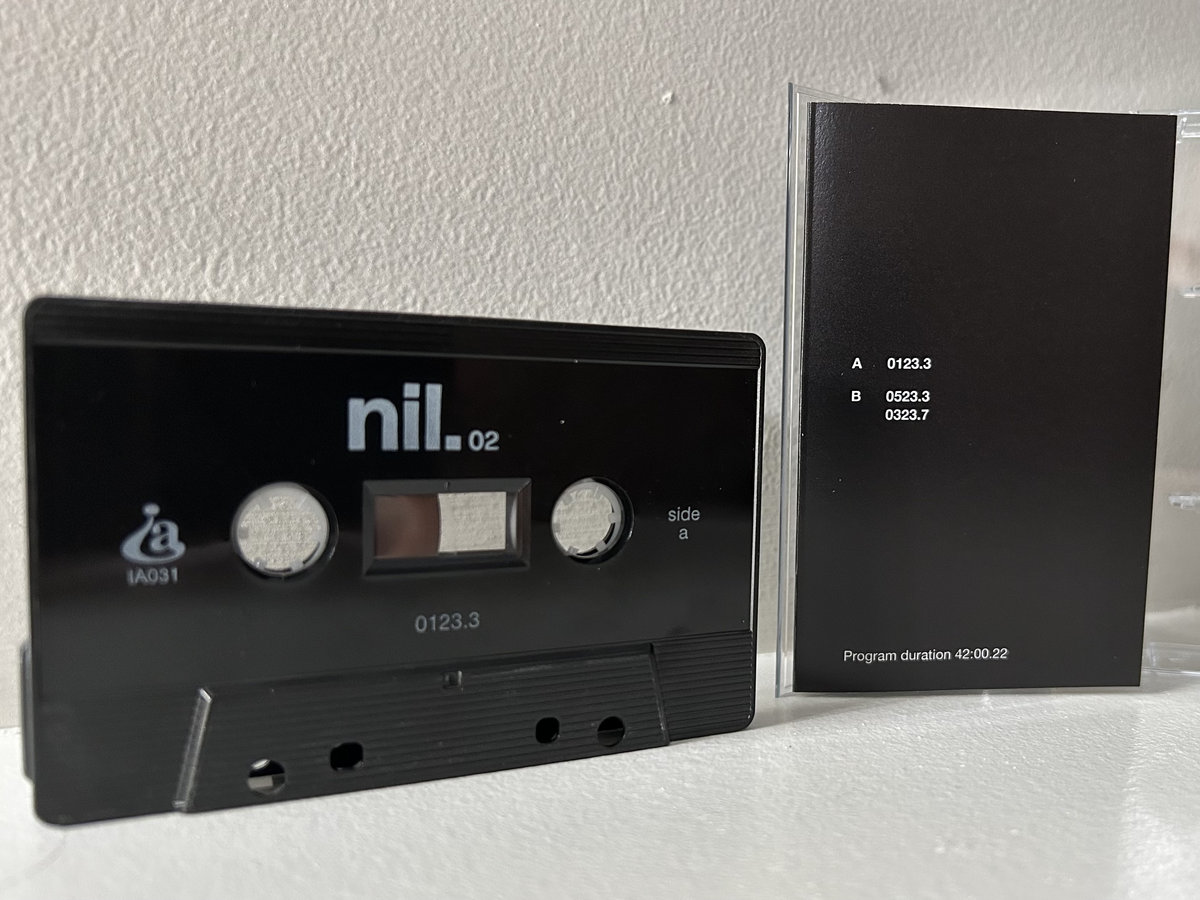 nil. 02
ia
IA031
side
a
0123.3
A 0123.3
B 0523.3
0323.7
Program duration 42:00.22